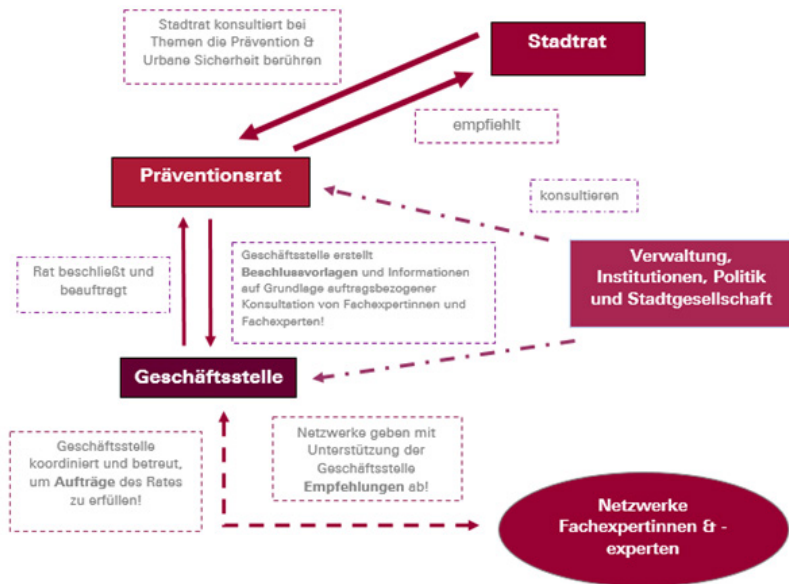 Stadtrat konsultiert bei
Themen die Prävention &
Urbane Sicherheit berühren
Stadtrat
empfiehlt
Präventionsrat
konsultieren
Rat beschließt und
beauftragt
Geschäftsstelle erstellt
Beschlussvorlagen und Informationen
auf Grundlage auftragsbezogener
Konsultation von Fachexpertinnen und
Fachexperten!
Verwaltung,
Institutionen, Politik
und Stadtgesellschaft
Geschäftsstelle
Geschäftsstelle
koordiniert und betreut,
um Aufträge des Rates
zu erfüllen!
Netzwerke geben mit
Unterstützung der
Geschäftsstelle
Empfehlungen ab!
Netzwerke
Fachexpertinnen & -
experten